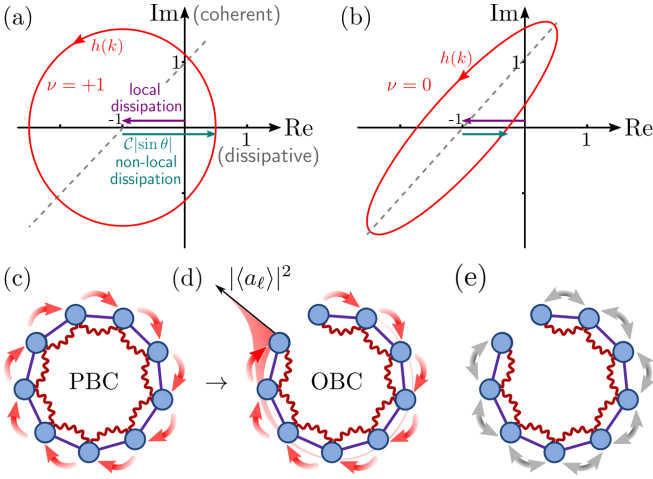 (a)
Im
(coherent)
h(k)
ν = +1
1
local
dissipation
-1
Re
1
(dissipative)
𝒞|sin θ|
non-local
dissipation
(b)
Im
h(k)
ν = 0
1
-1
Re
1
(c)
PBC
→
(d)
|⟨aℓ⟩|²
OBC
(e)